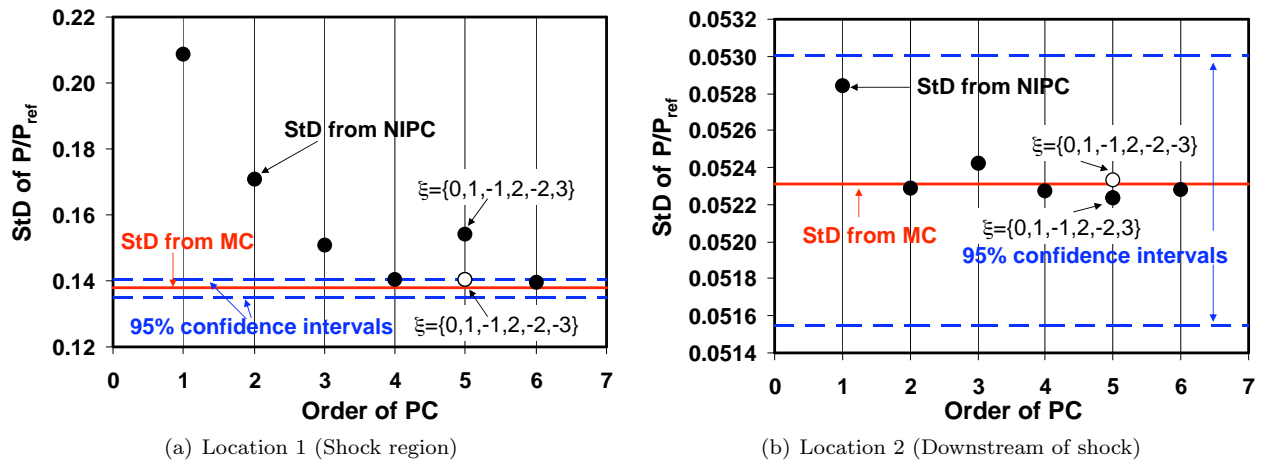 0.22
0.20
0.18
0.16
0.14
0.12
StD of P/P_ref
StD from NIPC
ξ={0,1,-1,2,-2,3}
StD from MC
95% confidence intervals
ξ={0,1,-1,2,-2,-3}
0 1 2 3 4 5 6 7
Order of PC
(a) Location 1 (Shock region)
0.0532
0.0530
0.0528
0.0526
0.0524
0.0522
0.0520
0.0518
0.0516
0.0514
StD of P/P_ref
StD from NIPC
ξ={0,1,-1,2,-2,-3}
StD from MC
ξ={0,1,-1,2,-2,3}
95% confidence intervals
0 1 2 3 4 5 6 7
Order of PC
(b) Location 2 (Downstream of shock)